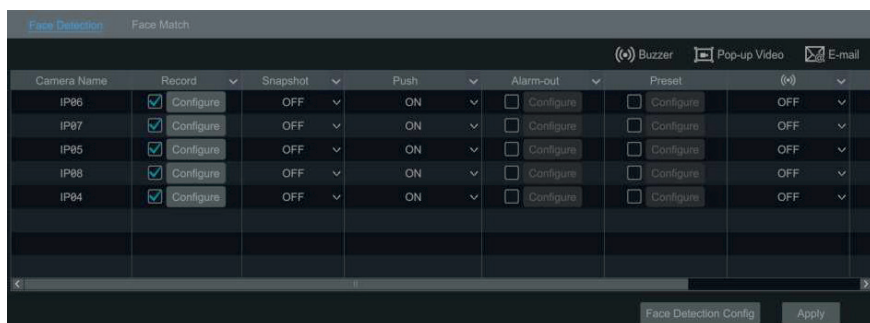 Face Detection Face Match
Buzzer Pop-up Video E-mail
Camera Name Record Snapshot Push Alarm-out Preset
IP06 Configure OFF ON Configure Configure OFF
IP07 Configure OFF ON Configure Configure OFF
IP05 Configure OFF ON Configure Configure OFF
IP08 Configure OFF ON Configure Configure OFF
IP04 Configure OFF ON Configure Configure OFF
Face Detection Config Apply